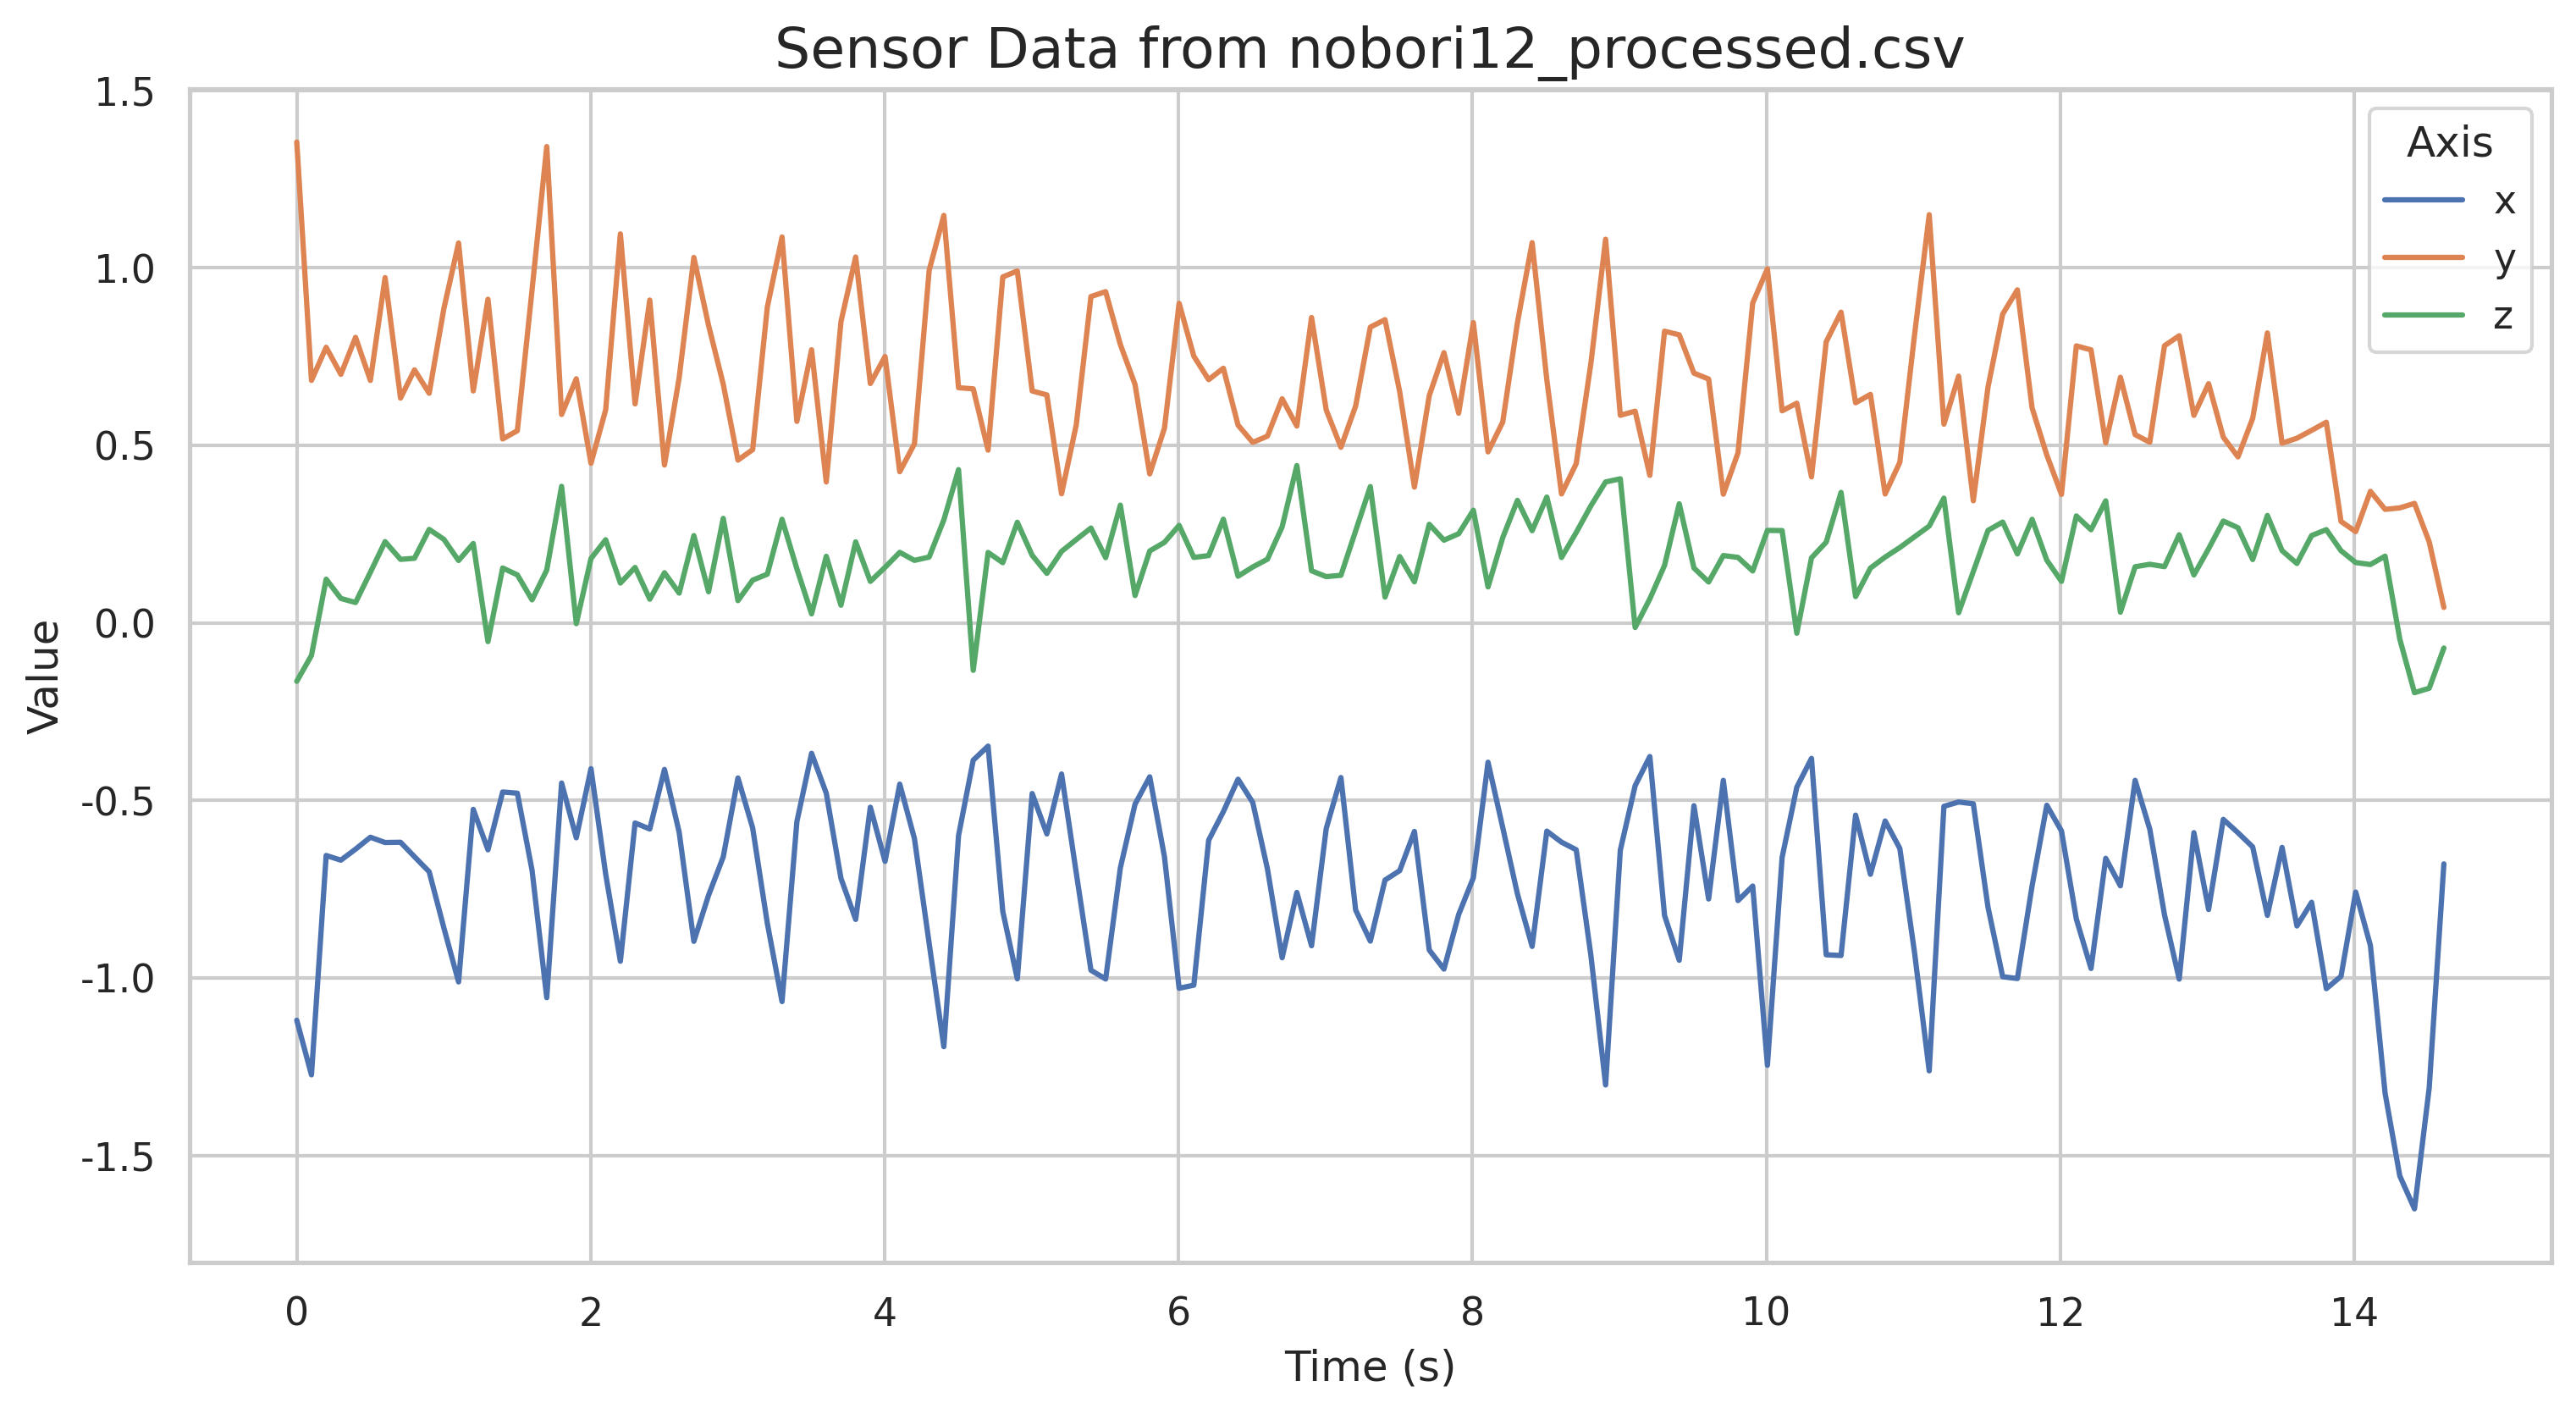 Sensor Data from nobori12_processed.csv
1.5
1.0
0.5
0.0
-0.5
-1.0
-1.5
Value
Axis
x
y
z
0 2 4 6 8 10 12 14
Time (s)